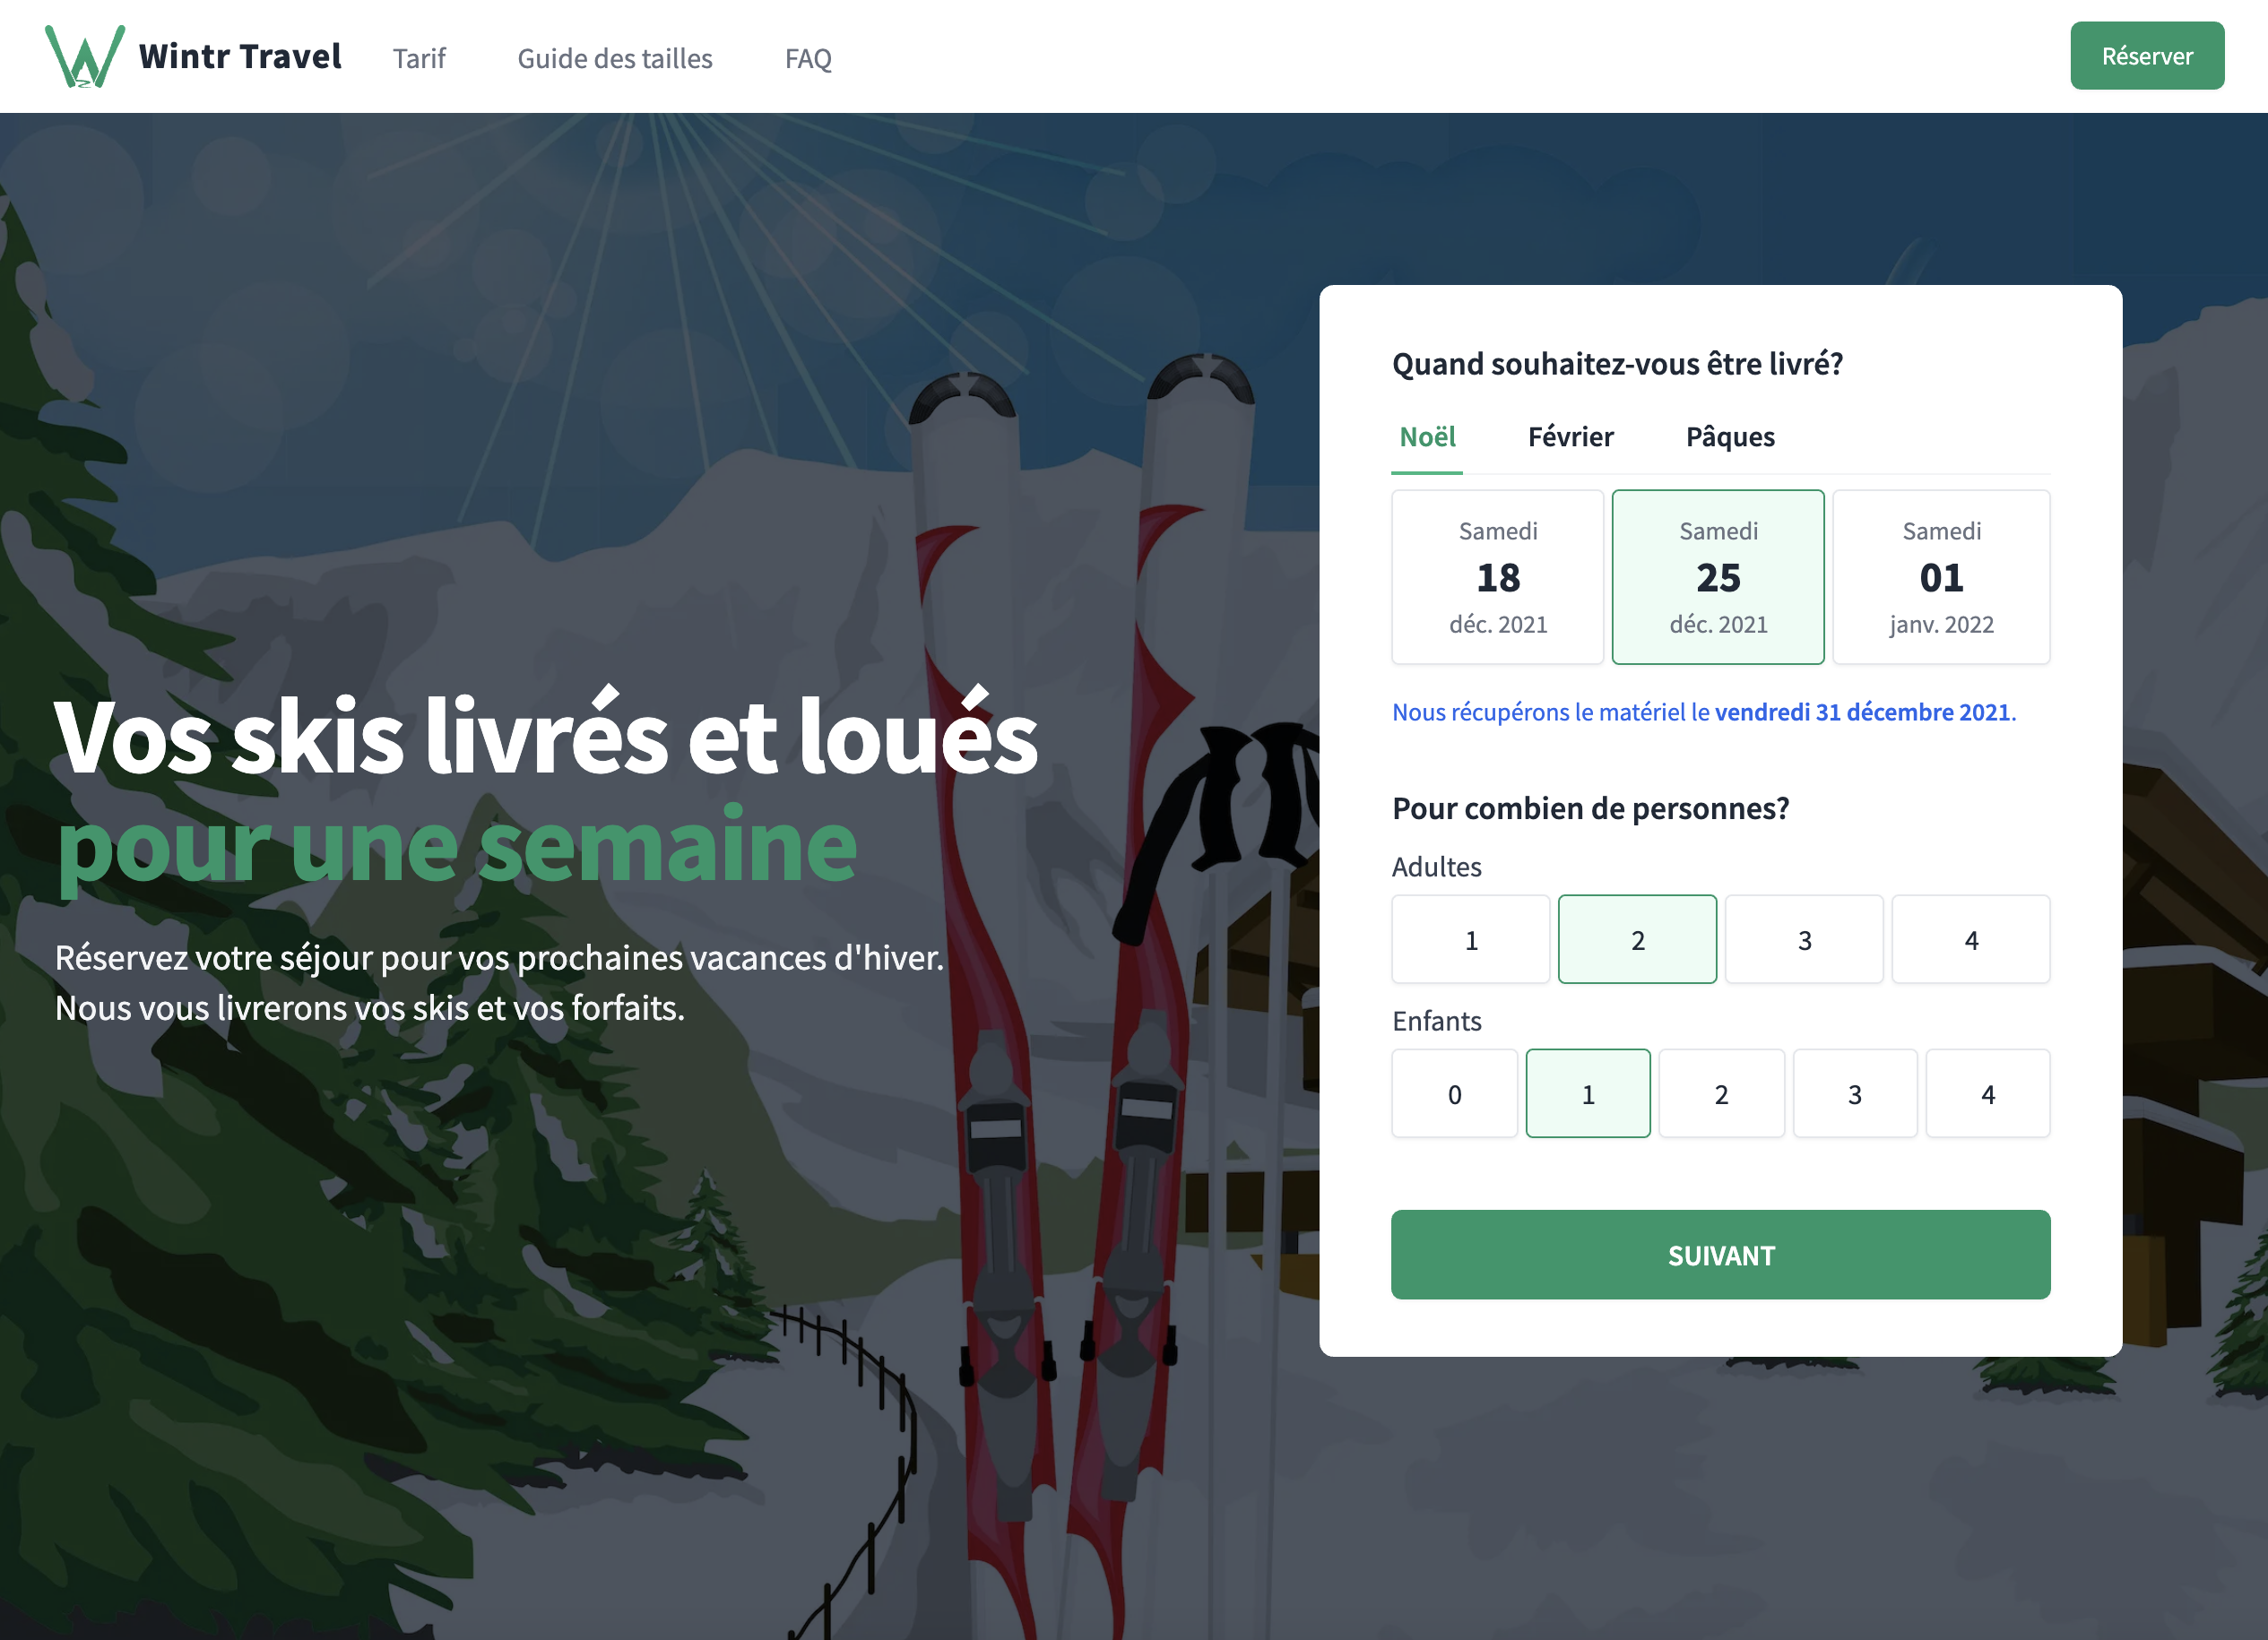 Wintr Travel
Tarif
Guide des tailles
FAQ
Réserver
Vos skis livrés et loués
pour une semaine
Réservez votre séjour pour vos prochaines vacances d'hiver.
Nous vous livrerons vos skis et vos forfaits.
Quand souhaitez-vous être livré?
Noël Février Pâques
Samedi Samedi Samedi
18 25 01
déc. 2021 déc. 2021 janv. 2022
Nous récupérons le matériel le vendredi 31 décembre 2021.
Pour combien de personnes?
Adultes
1 2 3 4
Enfants
0 1 2 3 4
SUIVANT